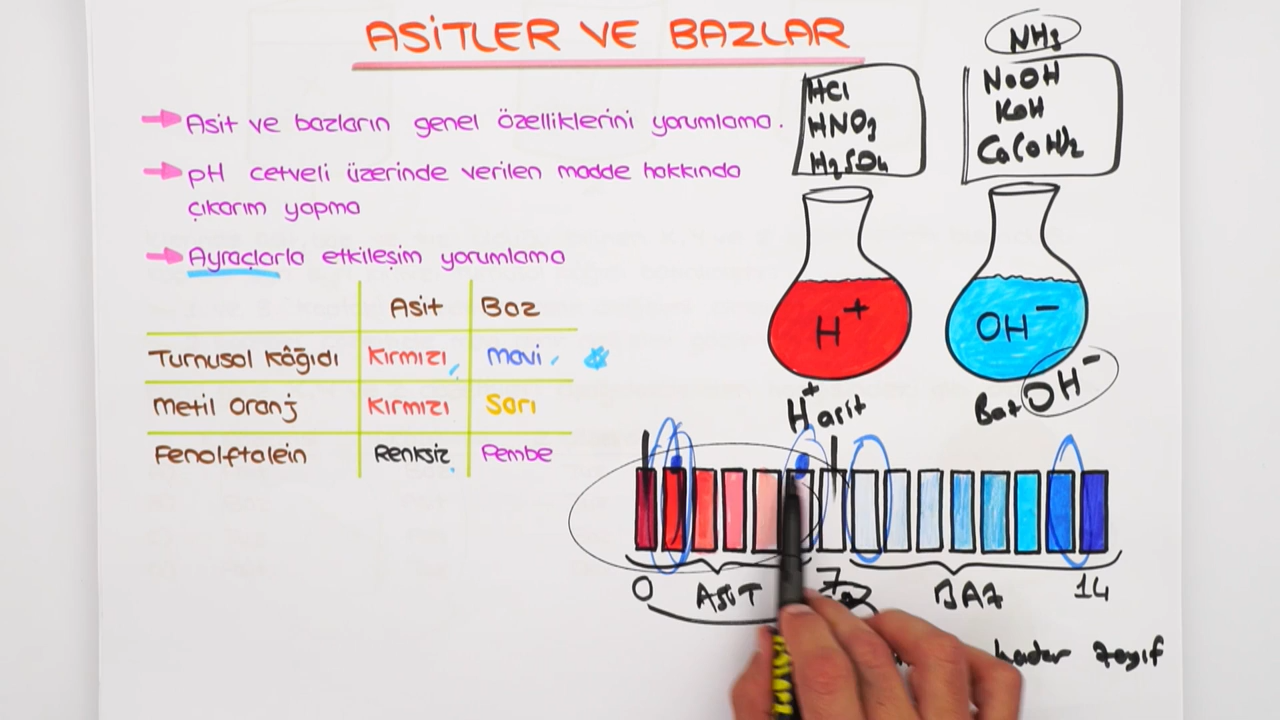 ASİTLER VE BAZLAR
Asit ve bazların genel özelliklerini yorumlama.
pH cetveli üzerinde verilen madde hakkında
çıkarım yapma
Ayraçlarla etkileşim yorumlama
Asit Baz
Turnusol Kâğıdı Kırmızı mavi
Metil Oranj Kırmızı Sarı
Fenolftalein Renksiz Pembe
HCl
HNO3
H2SO4
NH3
NaOH
KOH
Ca(OH)2
H+
OH-
H+ asit
Baz OH-
0 ASİT 7 BAZ 14
kadar zayıf